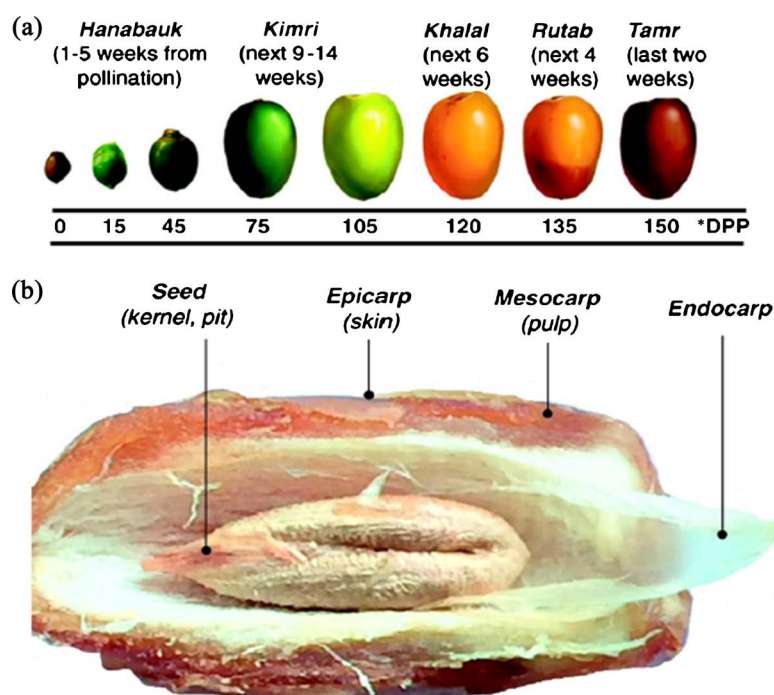 (a)
Hanabauk
(1-5 weeks from
pollination)
Kimri
(next 9-14
weeks)
Khalal
(next 6
weeks)
Rutab
(next 4
weeks)
Tamr
(last two
weeks)
0 15 45 75 105 120 135 150 *DPP
(b)
Seed
(kernel, pit)
Epicarp
(skin)
Mesocarp
(pulp)
Endocarp